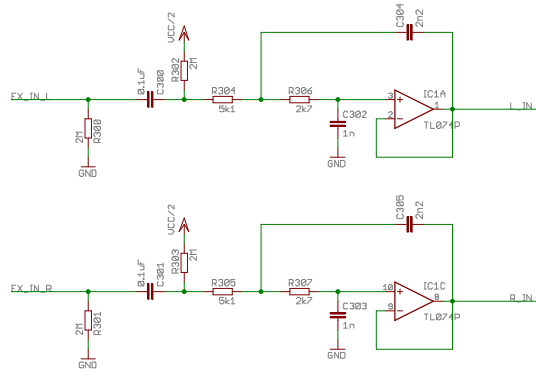 C304
2n2
VCC/2
R302
2M
0.1uF
C300
FX_IN_L
R304
5k1
R306
2k7
3
2
IC1A
1
TL074P
L_IN
R300
2M
GND
C302
1n
GND
C305
2n2
VCC/2
R303
2M
0.1uF
C301
FX_IN_R
R305
5k1
R307
2k7
10
9
IC1C
8
TL074P
R_IN
R301
2M
GND
C303
1n
GND